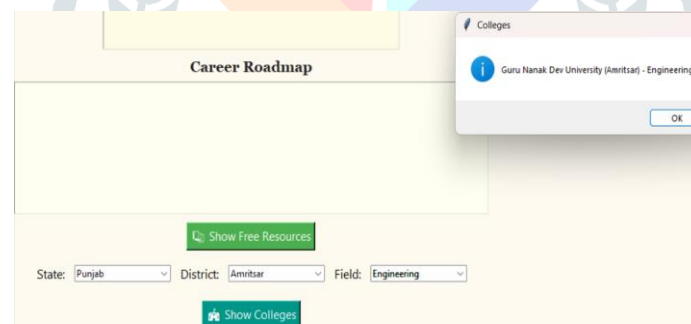 Colleges
Guru Nanak Dev University (Amritsar) - Engineering
OK
Career Roadmap
Show Free Resources
State: Punjab District: Amritsar Field: Engineering
Show Colleges